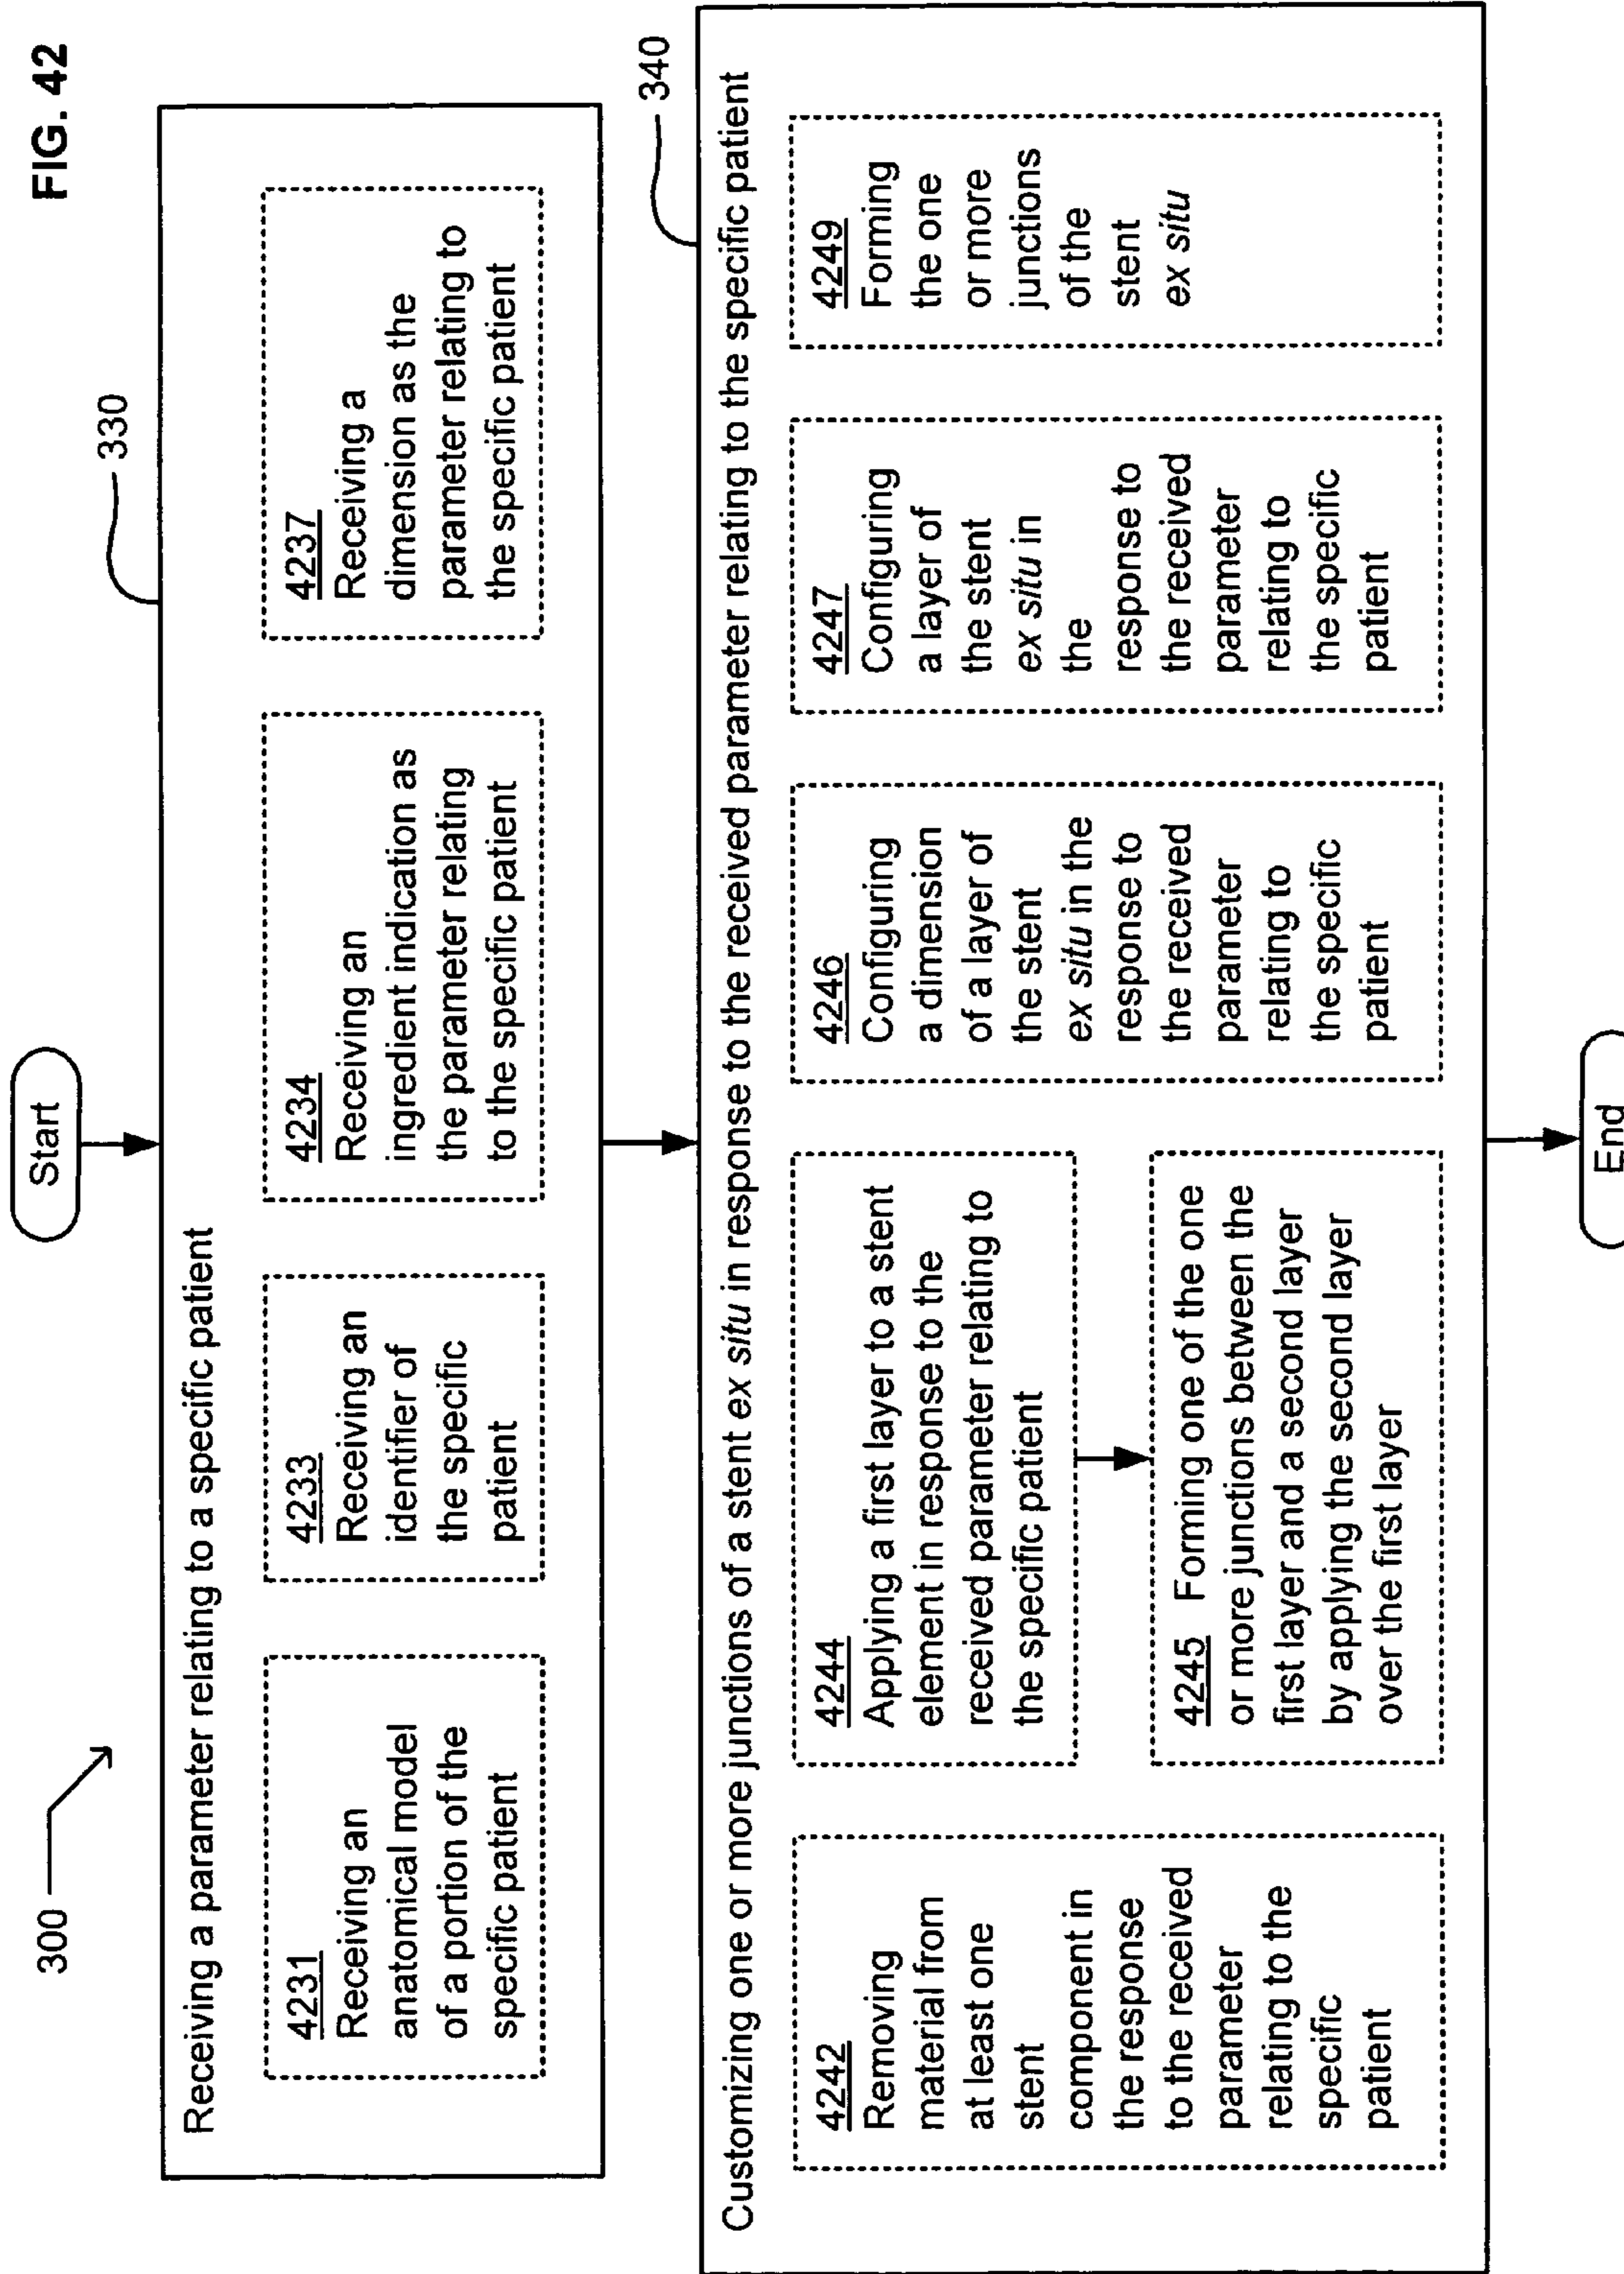 FIG. 42
300
Start
330
Receiving a parameter relating to a specific patient
4231
Receiving an
anatomical model
of a portion of the
specific patient
4233
Receiving an
identifier of
the specific
patient
4234
Receiving an
ingredient indication as
the parameter relating
to the specific patient
4237
Receiving a
dimension as the
parameter relating to
the specific patient
340
Customizing one or more junctions of a stent ex situ in response to the received parameter relating to the specific patient
4242
Removing
material from
at least one
stent
component in
the response
to the received
parameter
relating to the
specific
patient
4244
Applying a first layer to a stent
element in response to the
received parameter relating to
the specific patient
4245 Forming one of the one
or more junctions between the
first layer and a second layer
by applying the second layer
over the first layer
4246
Configuring
a dimension
of a layer of
the stent
ex situ in the
response to
the received
parameter
relating to
the specific
patient
4247
Configuring
a layer of
the stent
ex situ in
the
response to
the received
parameter
relating to
the specific
patient
4249
Forming
the one
or more
junctions
of the
stent
ex situ
End